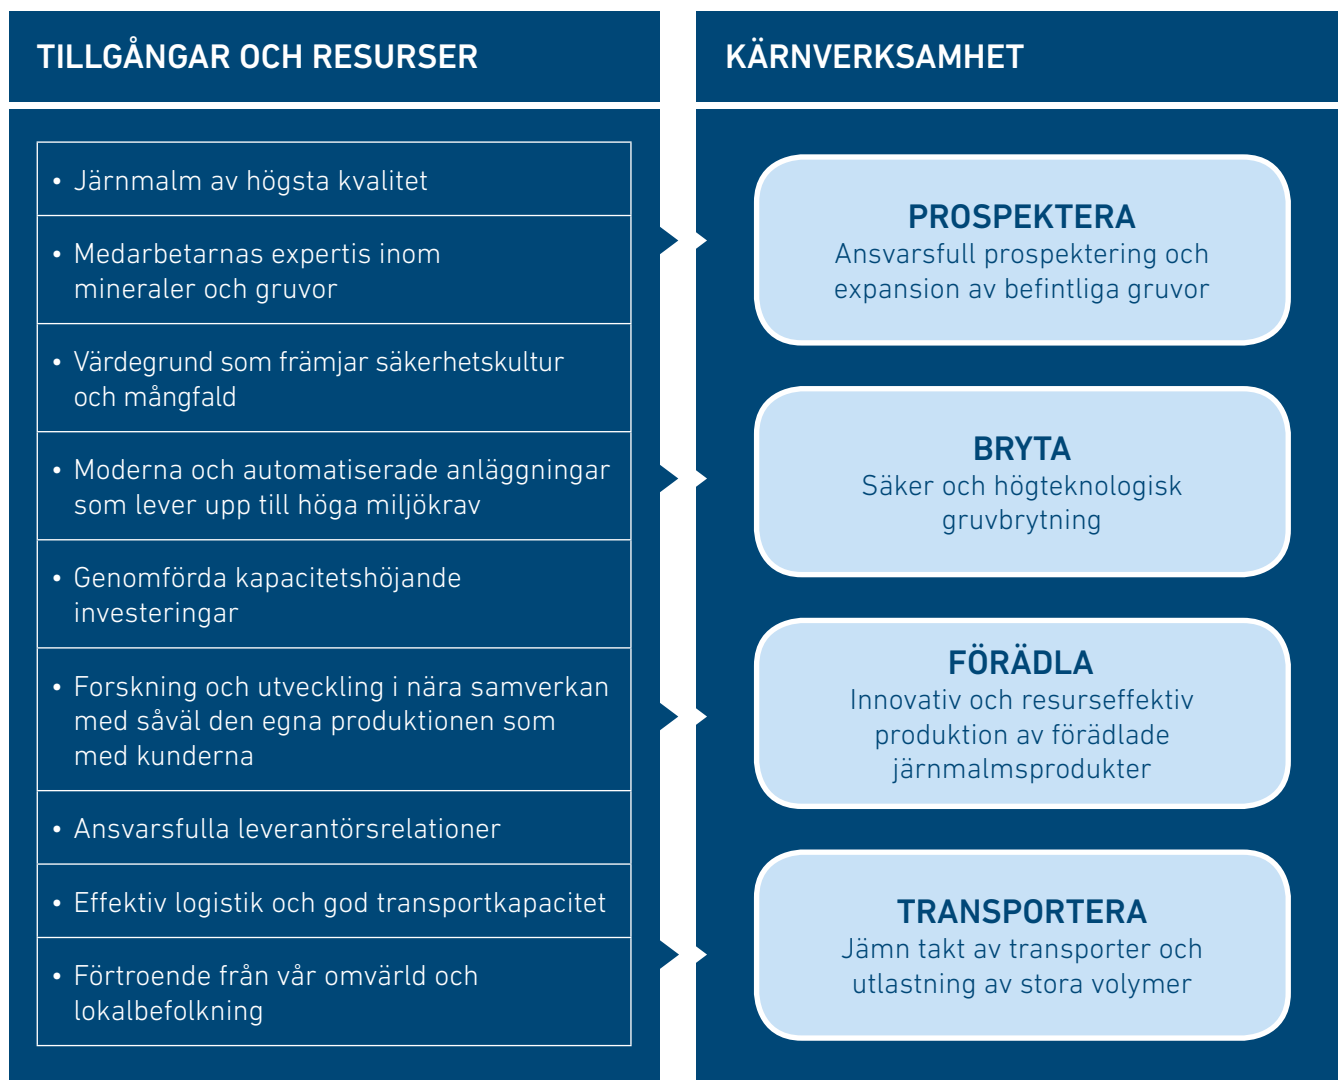 TILLGÅNGAR OCH RESURSER
• Järnmalm av högsta kvalitet
• Medarbetarnas expertis inom
mineraler och gruvor
• Värdegrund som främjar säkerhetskultur
och mångfald
• Moderna och automatiserade anläggningar
som lever upp till höga miljökrav
• Genomförda kapacitetshöjande
investeringar
• Forskning och utveckling i nära samverkan
med såväl den egna produktionen som
med kunderna
• Ansvarsfulla leverantörsrelationer
• Effektiv logistik och god transportkapacitet
• Förtroende från vår omvärld och
lokalbefolkning
KÄRNVERKSAMHET
PROSPEKTERA
Ansvarsfull prospektering och
expansion av befintliga gruvor
BRYTA
Säker och högteknologisk
gruvbrytning
FÖRÄDLA
Innovativ och resurseffektiv
produktion av förädlade
järnmalmsprodukter
TRANSPORTERA
Jämn takt av transporter och
utlastning av stora volymer